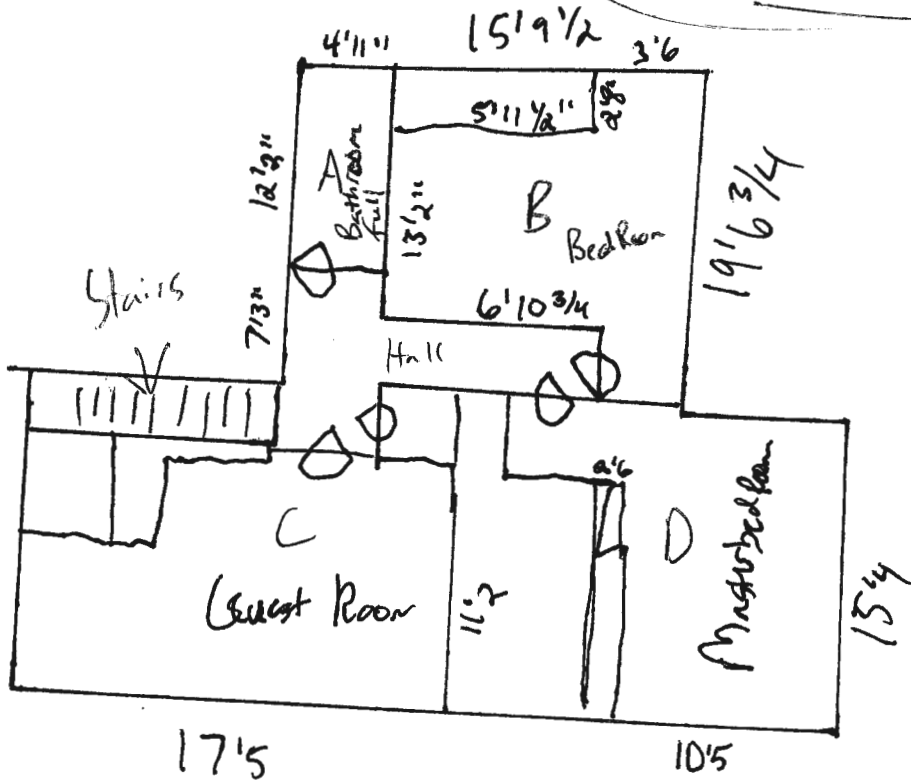 15'9 1/2
4'11"
3'6
5'11 1/2"
2'8"
12'3"
A
Bathroom
Full
13'2"
B
BedRoom
19'6 3/4
Stairs
7'3"
6'10 3/4
Hall
2'6
C
Guest Room
11'2
D
Masterbedroom
15'4
17'5
10'5